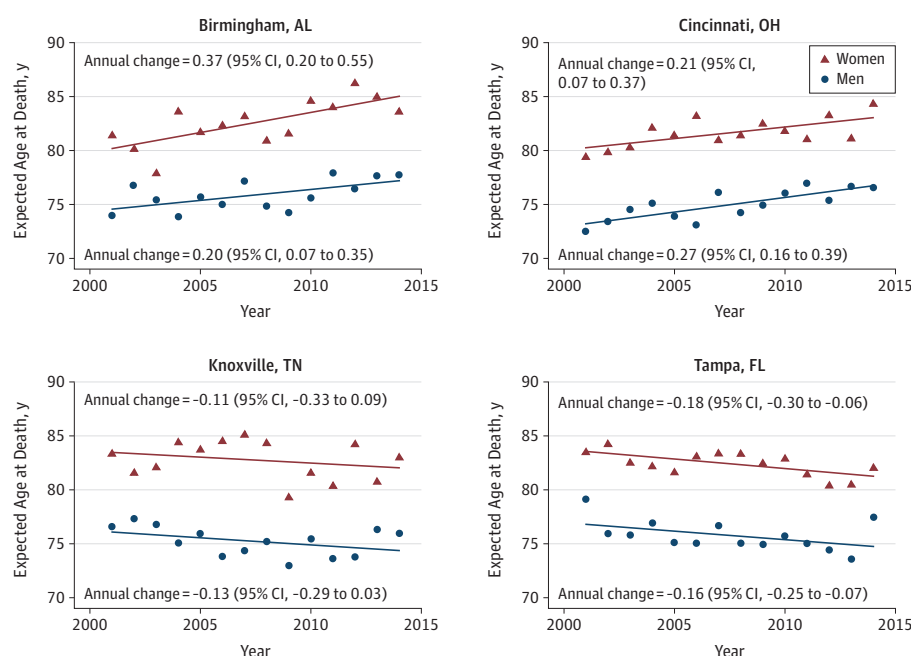 Birmingham, AL
90
85
80
75
70
Expected Age at Death, y
Annual change = 0.37 (95% CI, 0.20 to 0.55)
Annual change = 0.20 (95% CI, 0.07 to 0.35)
2000
2005
2010
2015
Year
Cincinnati, OH
90
85
80
75
70
Expected Age at Death, y
Annual change = 0.21 (95% CI,
0.07 to 0.37)
Women
Men
Annual change = 0.27 (95% CI, 0.16 to 0.39)
2000
2005
2010
2015
Year
Knoxville, TN
90
85
80
75
70
Expected Age at Death, y
Annual change = -0.11 (95% CI, -0.33 to 0.09)
Annual change = -0.13 (95% CI, -0.29 to 0.03)
2000
2005
2010
2015
Year
Tampa, FL
90
85
80
75
70
Expected Age at Death, y
Annual change = -0.18 (95% CI, -0.30 to -0.06)
Annual change = -0.16 (95% CI, -0.25 to -0.07)
2000
2005
2010
2015
Year